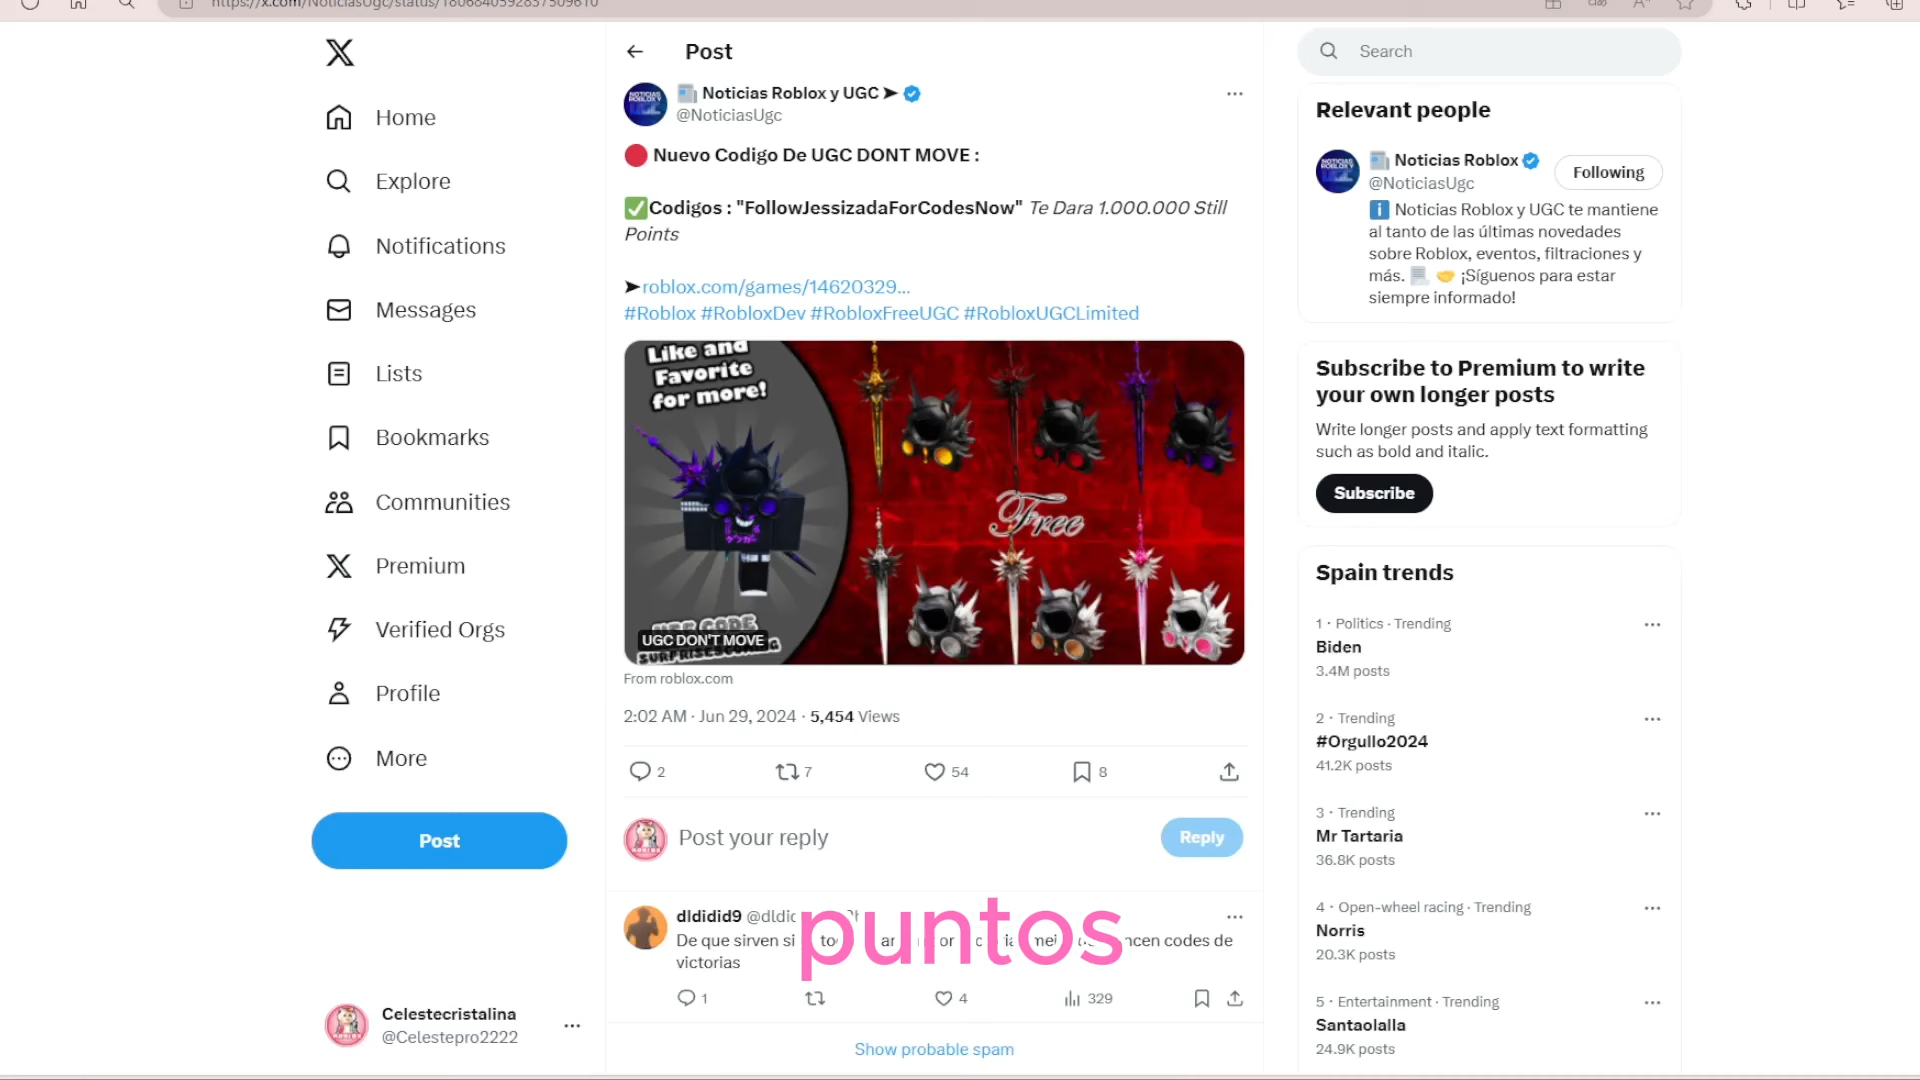 Home
Explore
Notifications
Messages
Lists
Bookmarks
Communities
Premium
Verified Orgs
Profile
More
Post
Celestecristalina
@Celestepro2222
Post
Noticias Roblox y UGC ➤
@NoticiasUgc
🔴 Nuevo Codigo De UGC DONT MOVE :
✅Codigos : "FollowJessizadaForCodesNow" Te Dara 1.000.000 Still
Points
➤roblox.com/games/14620329...
#Roblox #RobloxDev #RobloxFreeUGC #RobloxUGCLimited
Like and
Favorite
for more!
Free
UGC DON'T MOVE
From roblox.com
2:02 AM · Jun 29, 2024 · 5,454 Views
2
7
54
8
Post your reply
Reply
dldidid9
De que sirven si
codes de
victorias
puntos
1
4
329
Show probable spam
Search
Relevant people
Noticias Roblox
@NoticiasUgc
Following
ℹ️ Noticias Roblox y UGC te mantiene
al tanto de las últimas novedades
sobre Roblox, eventos, filtraciones y
más. 📃 🤝 ¡Síguenos para estar
siempre informado!
Subscribe to Premium to write
your own longer posts
Write longer posts and apply text formatting
such as bold and italic.
Subscribe
Spain trends
1 · Politics · Trending
Biden
3.4M posts
2 · Trending
#Orgullo2024
41.2K posts
3 · Trending
Mr Tartaria
36.8K posts
4 · Open-wheel racing · Trending
Norris
20.3K posts
5 · Entertainment · Trending
Santaolalla
24.9K posts